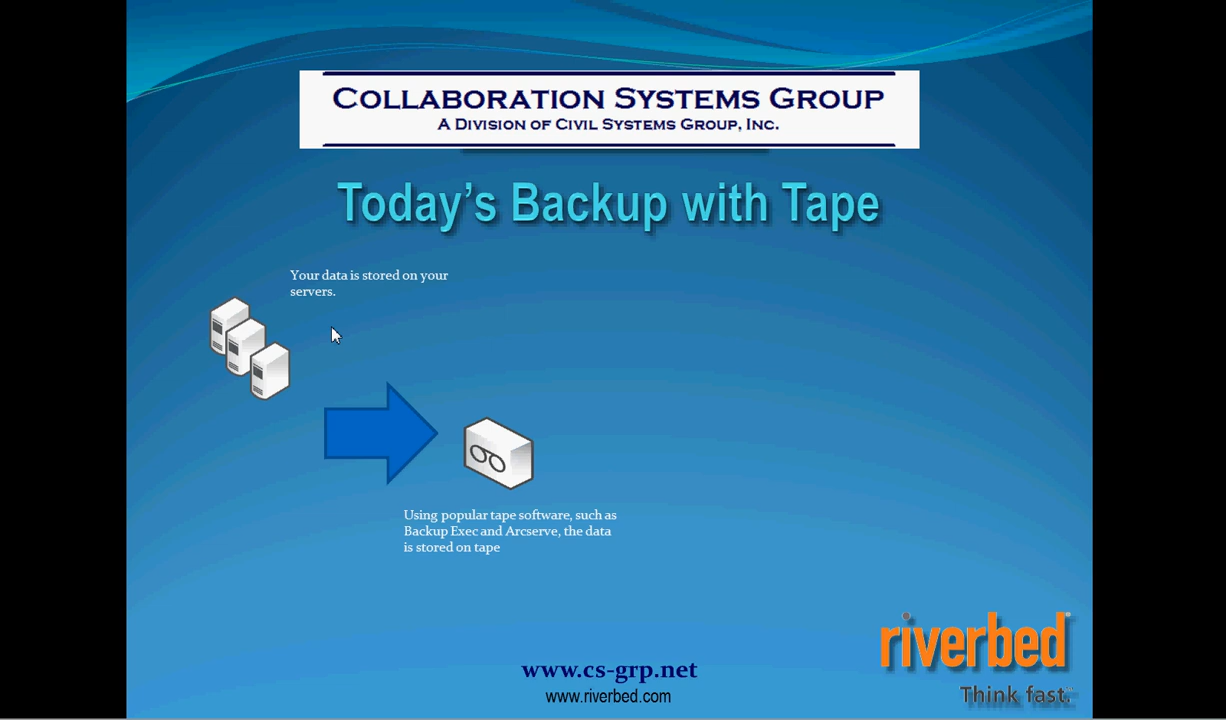 Collaboration Systems Group
A Division of Civil Systems Group, Inc.
Today's Backup with Tape
Your data is stored on your
servers.
Using popular tape software, such as
Backup Exec and Arcserve, the data
is stored on tape
riverbed
Think fast.
www.cs-grp.net
www.riverbed.com